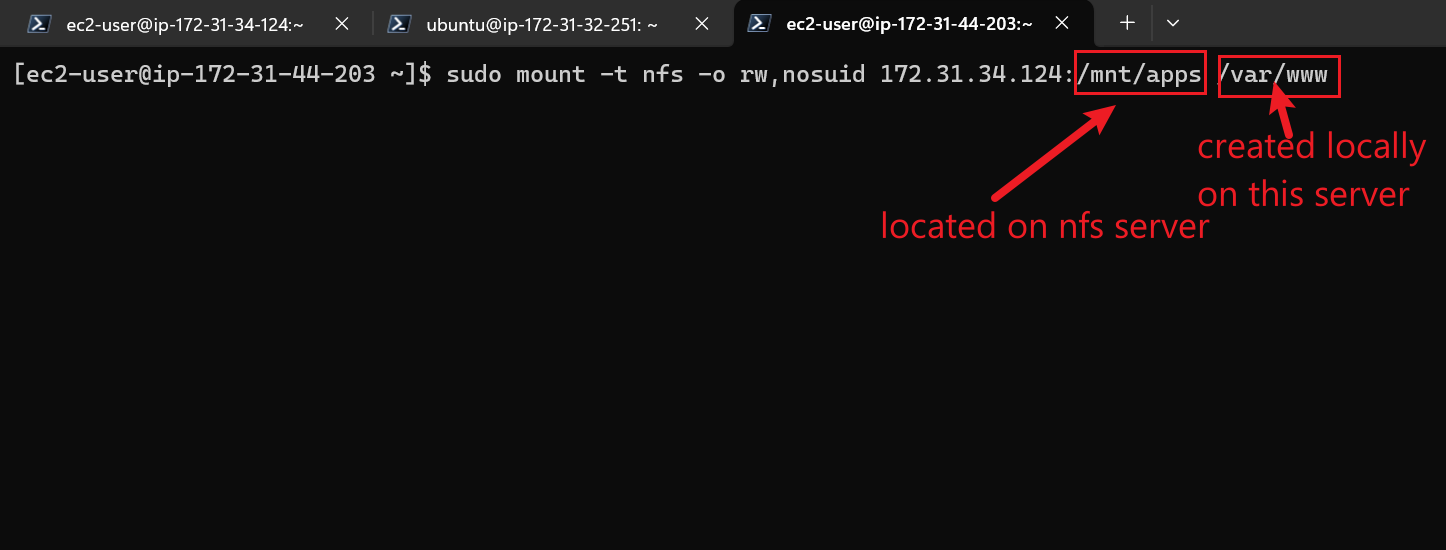 ec2-user@ip-172-31-34-124:~
ubuntu@ip-172-31-32-251: ~
ec2-user@ip-172-31-44-203:~
[ec2-user@ip-172-31-44-203 ~]$ sudo mount -t nfs -o rw,nosuid 172.31.34.124:/mnt/apps /var/www
created locally
on this server
located on nfs server